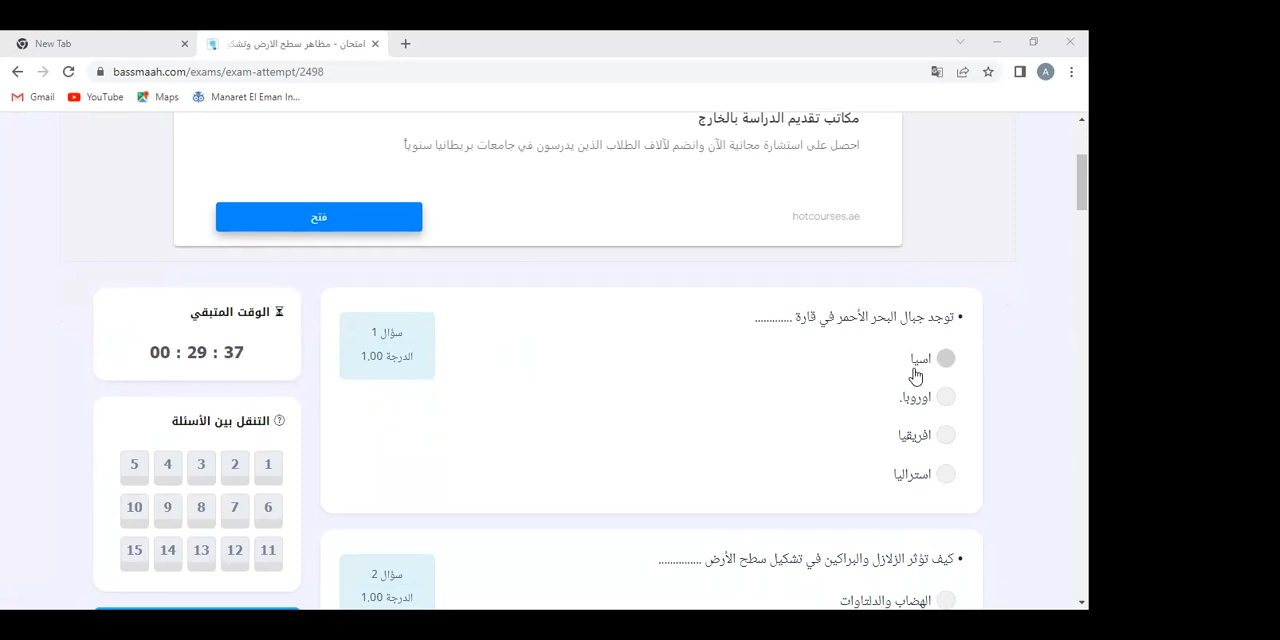 New Tab
امتحان - مظاهر سطح الارض وتشك
bassmaah.com/exams/exam-attempt/2498
A
Gmail
YouTube
Maps
Manaret El Eman In...
مكاتب تقديم الدراسة بالخارج
احصل على استشارة مجانية الآن وانضم لآلاف الطلاب الذين يدرسون في جامعات بريطانيا سنوياً
فتح
hotcourses.ae
• توجد جبال البحر الأحمر في قارة .............
اسيا
اوروبا.
افريقيا
استراليا
سؤال 1
الدرجة 1,00
الوقت المتبقي
00 : 29 : 37
التنقل بين الأسئلة
1 2 3 4 5
6 7 8 9 10
11 12 13 14 15
• كيف تؤثر الزلازل والبراكين في تشكيل سطح الأرض ...............
الهضاب والدلتاوات
سؤال 2
الدرجة 1,00